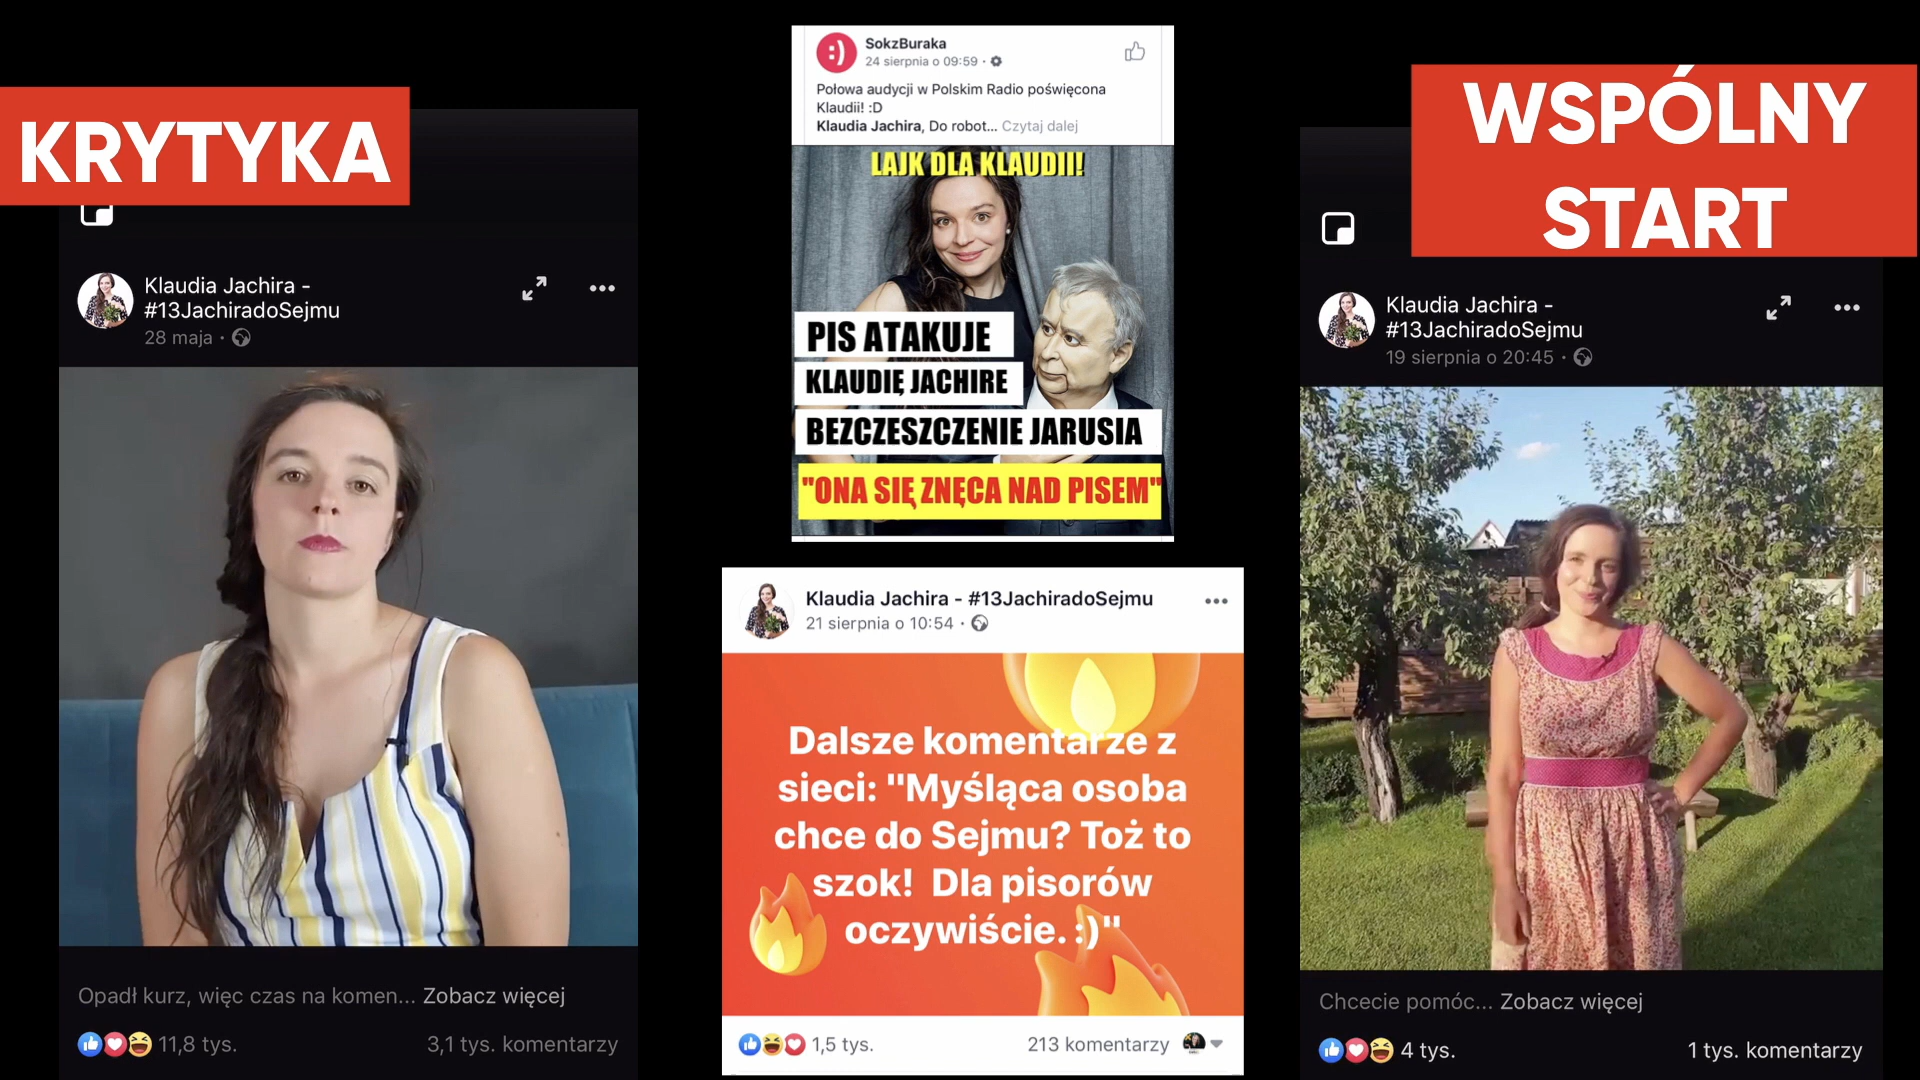 KRYTYKA
Klaudia Jachira -
#13JachiradoSejmu
28 maja ·
Opadł kurz, więc czas na komen... Zobacz więcej
11,8 tys.
3,1 tys. komentarzy
SokzBuraka
24 sierpnia o 09:59 ·
Połowa audycji w Polskim Radio poświęcona
Klaudii! :D
Klaudia Jachira, Do robot... Czytaj dalej
LAJK DLA KLAUDII!
PIS ATAKUJE
KLAUDIĘ JACHIRE
BEZCZESZCZENIE JARUSIA
"ONA SIĘ ZNĘCA NAD PISEM"
Klaudia Jachira - #13JachiradoSejmu
21 sierpnia o 10:54 ·
Dalsze komentarze z
sieci: "Myśląca osoba
chce do Sejmu? Toż to
szok! Dla pisorów
oczywiście. :)"
1,5 tys.
213 komentarzy
WSPÓLNY
START
Klaudia Jachira -
#13JachiradoSejmu
19 sierpnia o 20:45 ·
Chcecie pomóc... Zobacz więcej
4 tys.
1 tys. komentarzy